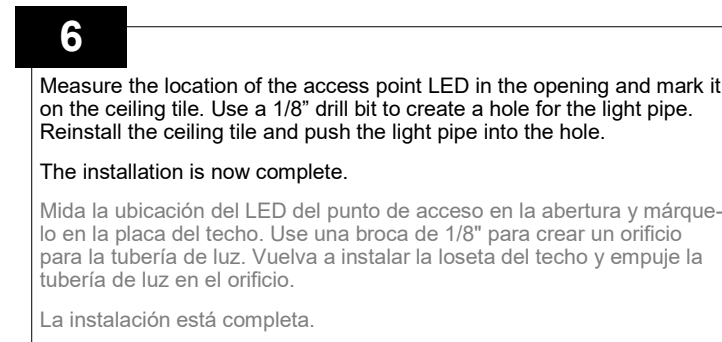 6
Measure the location of the access point LED in the opening and mark it
on the ceiling tile. Use a 1/8” drill bit to create a hole for the light pipe.
Reinstall the ceiling tile and push the light pipe into the hole.
The installation is now complete.
Mida la ubicación del LED del punto de acceso en la abertura y márque-
lo en la placa del techo. Use una broca de 1/8" para crear un orificio
para la tubería de luz. Vuelva a instalar la loseta del techo y empuje la
tubería de luz en el orificio.
La instalación está completa.